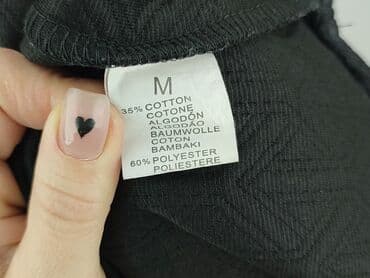 M
35% COTTON
COTONE
ALGODÓN
ALGODÃO
BAUMWOLLE
COTON
BAMBAKI
60% POLYESTER
POLIESTERE